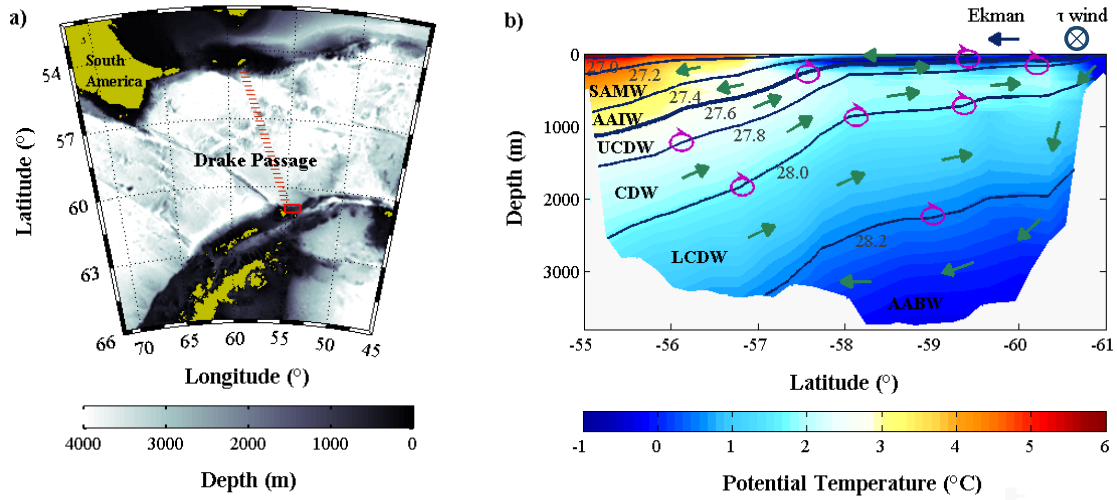 a)
South
America
Drake Passage
54
57
60
63
66
70
65
60
55
50
45
Latitude (°)
Longitude (°)
4000 3000 2000 1000 0
Depth (m)
b)
Ekman
τ wind
0
1000
2000
3000
Depth (m)
27.0
27.2
27.4
27.6
27.8
28.0
28.2
SAMW
AAIW
UCDW
CDW
LCDW
AABW
-55 -56 -57 -58 -59 -60 -61
Latitude (°)
-1 0 1 2 3 4 5 6
Potential Temperature (°C)